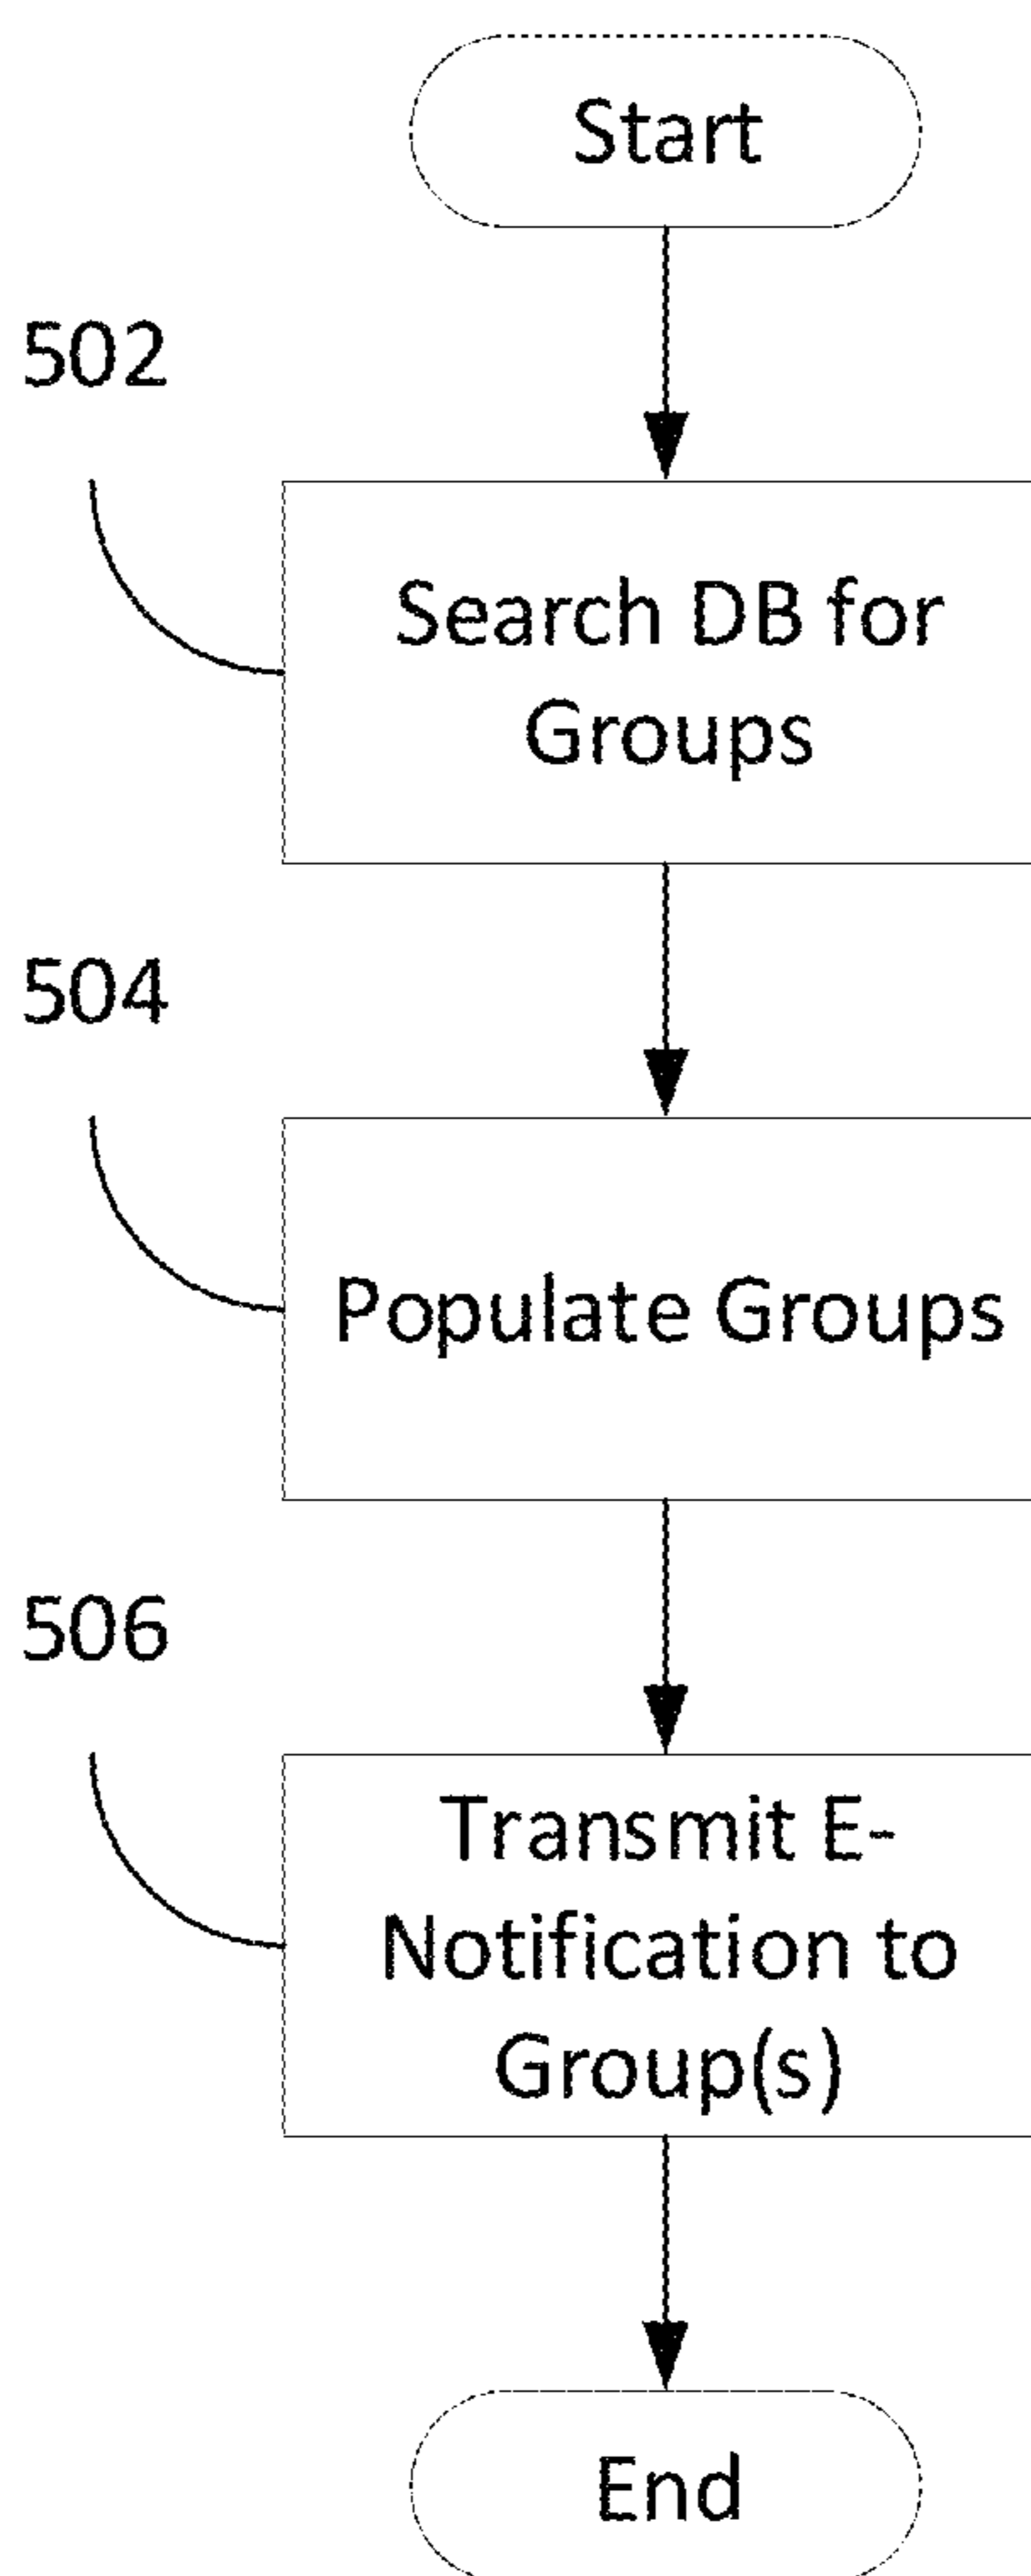 Start
502
Search DB for
Groups
504
Populate Groups
506
Transmit E-
Notification to
Group(s)
End